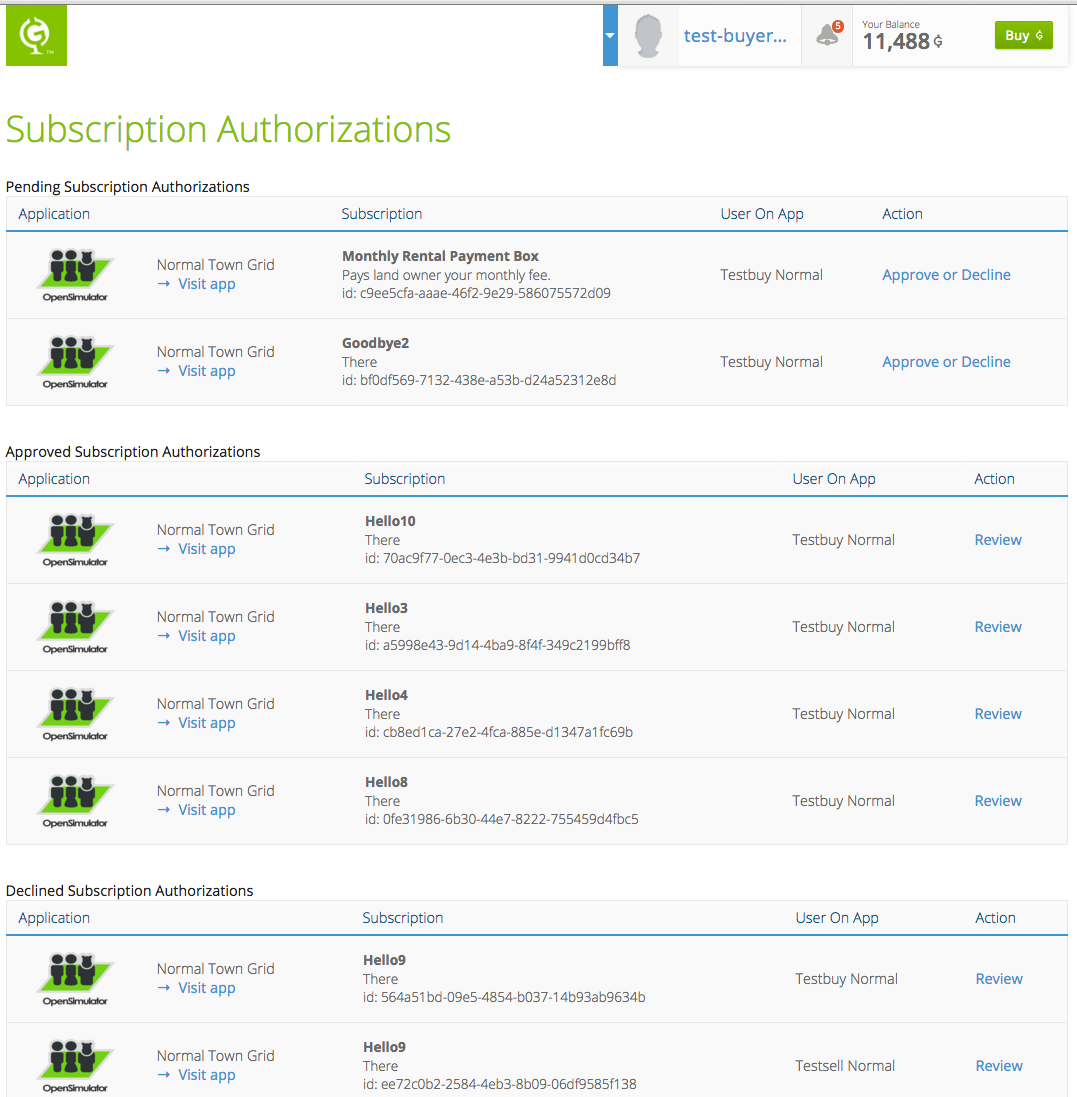 test-buyer...
5
Your Balance
11,488 ₲
Buy ₲
Subscription Authorizations
Pending Subscription Authorizations
Application Subscription User On App Action
OpenSimulator
Normal Town Grid
→ Visit app
Monthly Rental Payment Box
Pays land owner your monthly fee.
id: c9ee5cfa-aaae-46f2-9e29-586075572d09
Testbuy Normal
Approve or Decline
OpenSimulator
Normal Town Grid
→ Visit app
Goodbye2
There
id: bf0df569-7132-438e-a53b-d24a52312e8d
Testbuy Normal
Approve or Decline
Approved Subscription Authorizations
Application Subscription User On App Action
OpenSimulator
Normal Town Grid
→ Visit app
Hello10
There
id: 70ac9f77-0ec3-4e3b-bd31-9941d0cd34b7
Testbuy Normal
Review
OpenSimulator
Normal Town Grid
→ Visit app
Hello3
There
id: a5998e43-9d14-4ba9-8f4f-349c2199bff8
Testbuy Normal
Review
OpenSimulator
Normal Town Grid
→ Visit app
Hello4
There
id: cb8ed1ca-27e2-4fca-885e-d1347a1fc69b
Testbuy Normal
Review
OpenSimulator
Normal Town Grid
→ Visit app
Hello8
There
id: 0fe31986-6b30-44e7-8222-755459d4fbc5
Testbuy Normal
Review
Declined Subscription Authorizations
Application Subscription User On App Action
OpenSimulator
Normal Town Grid
→ Visit app
Hello9
There
id: 564a51bd-09e5-4854-b037-14b93ab9634b
Testbuy Normal
Review
OpenSimulator
Normal Town Grid
→ Visit app
Hello9
There
id: ee72c0b2-2584-4eb3-8b09-06df9585f138
Testsell Normal
Review